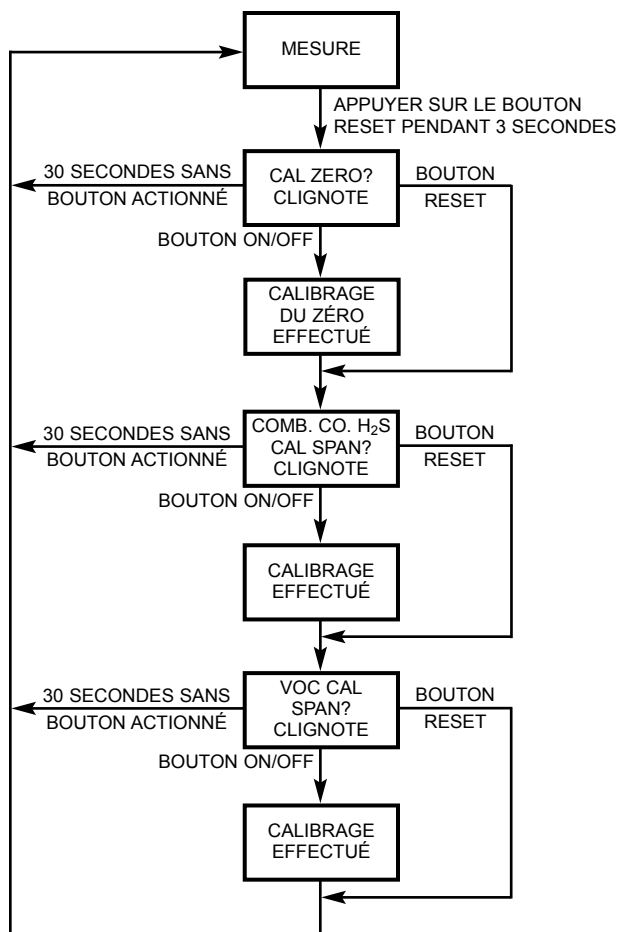 MESURE
APPUYER SUR LE BOUTON
RESET PENDANT 3 SECONDES
30 SECONDES SANS
BOUTON ACTIONNÉ
CAL ZERO?
CLIGNOTE
BOUTON
RESET
BOUTON ON/OFF
CALIBRAGE
DU ZÉRO
EFFECTUÉ
30 SECONDES SANS
BOUTON ACTIONNÉ
COMB. CO. H₂S
CAL SPAN?
CLIGNOTE
BOUTON
RESET
BOUTON ON/OFF
CALIBRAGE
EFFECTUÉ
30 SECONDES SANS
BOUTON ACTIONNÉ
VOC CAL
SPAN?
CLIGNOTE
BOUTON
RESET
BOUTON ON/OFF
CALIBRAGE
EFFECTUÉ